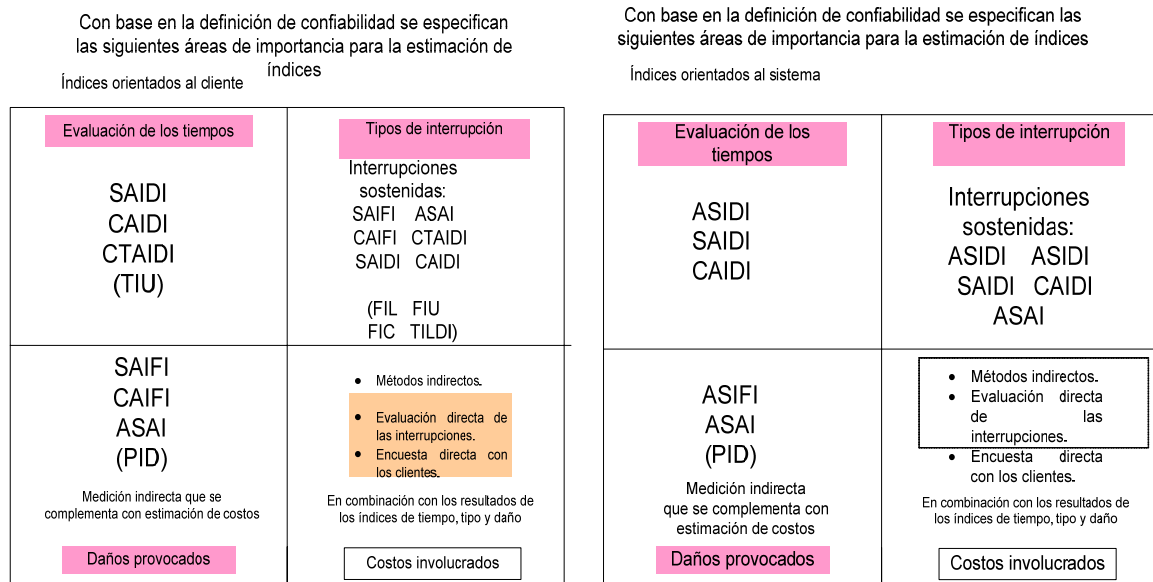 Con base en la definición de confiabilidad se especifican
las siguientes áreas de importancia para la estimación de
índices
Índices orientados al cliente
Evaluación de los tiempos
SAIDI
CAIDI
CTAIDI
(TIU)
Tipos de interrupción
Interrupciones
sostenidas:
SAIFI ASAI
CAIFI CTAIDI
SAIDI CAIDI
(FIL FIU
FIC TILDI)
SAIFI
CAIFI
ASAI
(PID)
Medición indirecta que se
complementa con estimación de costos
Daños provocados
• Métodos indirectos.
• Evaluación directa de
las interrupciones.
• Encuesta directa con
los clientes.
En combinación con los resultados de
los índices de tiempo, tipo y daño
Costos involucrados
Con base en la definición de confiabilidad se especifican las
siguientes áreas de importancia para la estimación de índices
Índices orientados al sistema
Evaluación de los
tiempos
ASIDI
SAIDI
CAIDI
Tipos de interrupción
Interrupciones
sostenidas:
ASIDI ASIDI
SAIDI CAIDI
ASAI
ASIFI
ASAI
(PID)
Medición indirecta
que se complementa con
estimación de costos
Daños provocados
• Métodos indirectos.
• Evaluación directa
de las
interrupciones.
• Encuesta directa
con los clientes.
En combinación con los resultados de
los índices de tiempo, tipo y daño
Costos involucrados